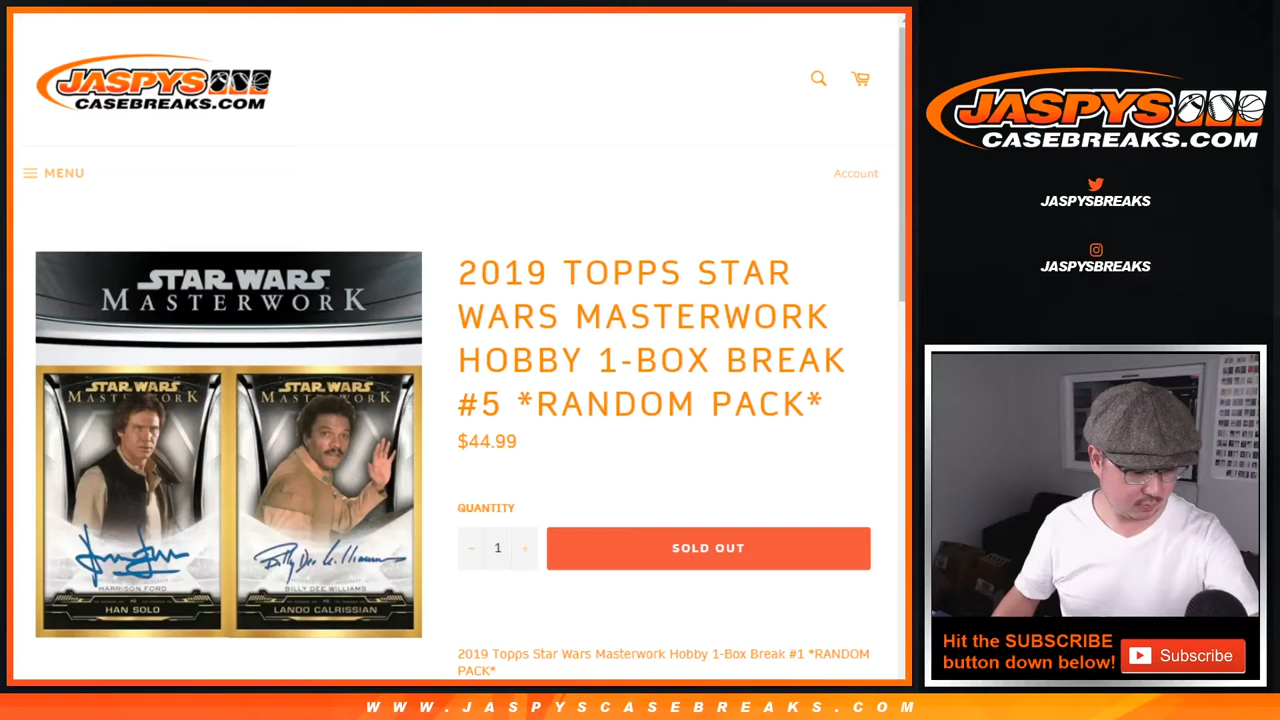 JASPYS
CASEBREAKS.COM
MENU
Account
STAR WARS
MASTERWORK
STAR WARS
MASTERWORK
HARRISON FORD
HAN SOLO
STAR WARS
MASTERWORK
BILLY DEE WILLIAMS
LANDO CALRISSIAN
2019 TOPPS STAR
WARS MASTERWORK
HOBBY 1-BOX BREAK
#5 *RANDOM PACK*
$44.99
QUANTITY
− 1 +
SOLD OUT
2019 Topps Star Wars Masterwork Hobby 1-Box Break #1 *RANDOM
PACK*
JASPYS
CASEBREAKS.COM
JASPYSBREAKS
JASPYSBREAKS
Hit the SUBSCRIBE
button down below!
Subscribe
WWW.JASPYSCASEBREAKS.COM